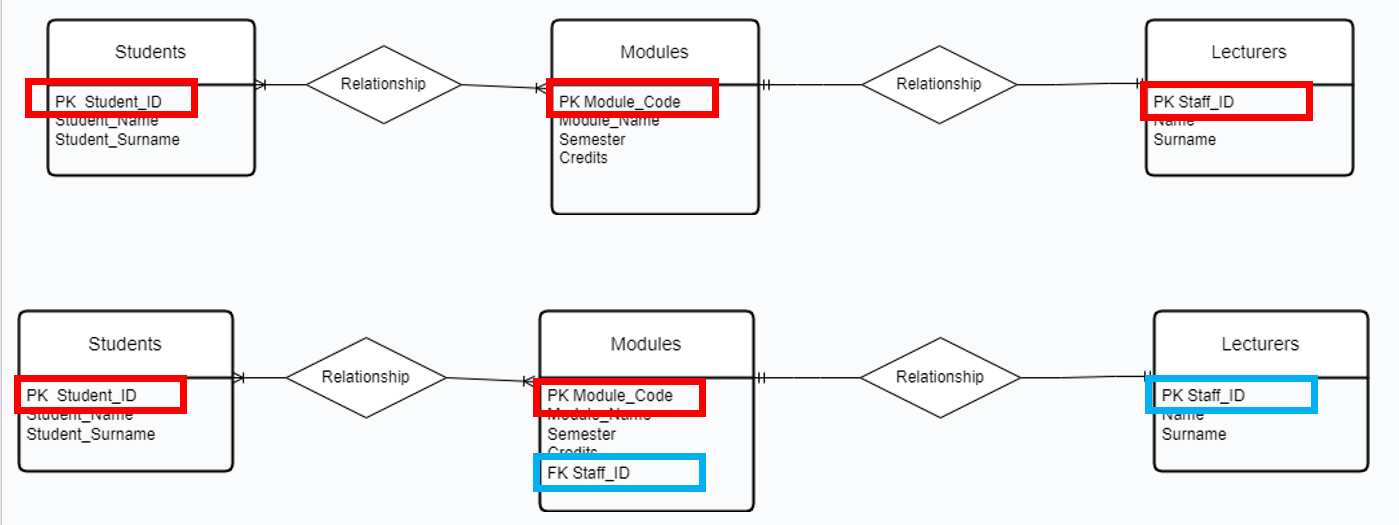 Students
Relationship
Modules
Relationship
Lecturers
PK Student_ID
Student_Name
Student_Surname
PK Module_Code
Module_Name
Semester
Credits
PK Staff_ID
Name
Surname
Students
Relationship
Modules
Relationship
Lecturers
PK Student_ID
Student_Name
Student_Surname
PK Module_Code
Module_Name
Semester
Credits
FK Staff_ID
PK Staff_ID
Name
Surname